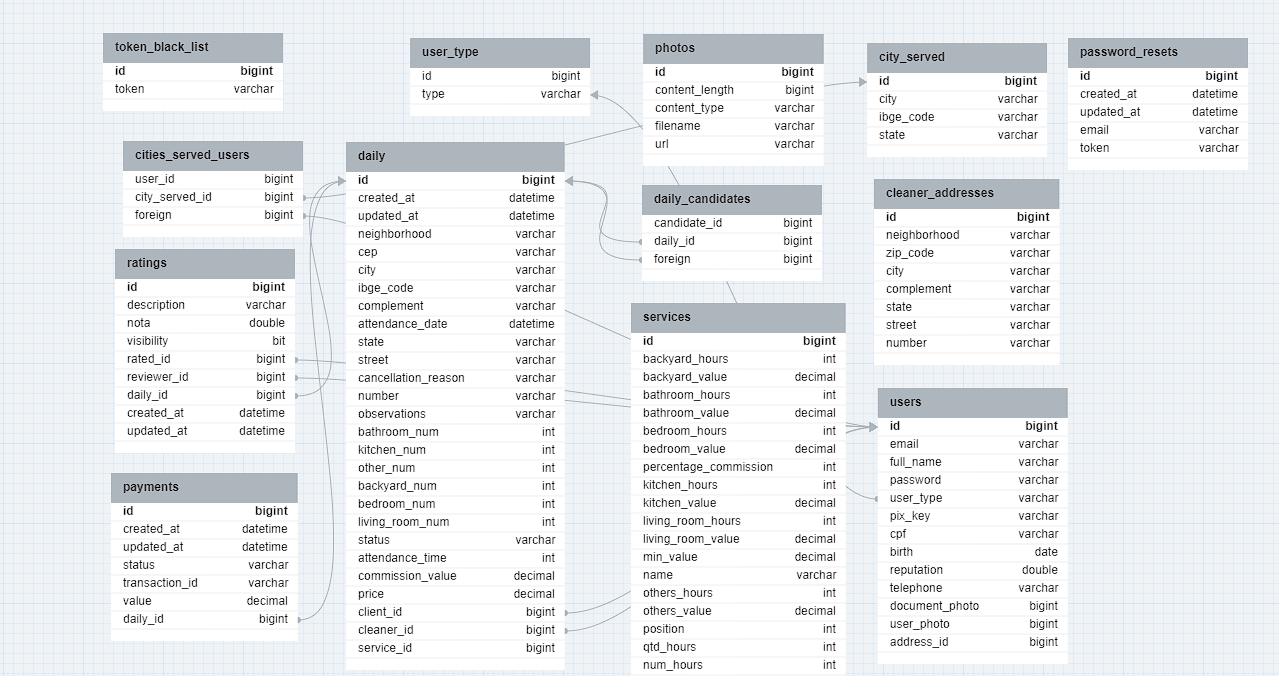 token_black_list
id bigint
token varchar
user_type
id bigint
type varchar
photos
id bigint
content_length bigint
content_type varchar
filename varchar
url varchar
city_served
id bigint
city varchar
ibge_code varchar
state varchar
password_resets
id bigint
created_at datetime
updated_at datetime
email varchar
token varchar
cities_served_users
user_id bigint
city_served_id bigint
foreign bigint
daily
id bigint
created_at datetime
updated_at datetime
neighborhood varchar
cep varchar
city varchar
ibge_code varchar
complement varchar
attendance_date datetime
state varchar
street varchar
cancellation_reason varchar
number varchar
observations varchar
bathroom_num int
kitchen_num int
other_num int
backyard_num int
bedroom_num int
living_room_num int
status varchar
attendance_time int
commission_value decimal
price decimal
client_id bigint
cleaner_id bigint
service_id bigint
daily_candidates
candidate_id bigint
daily_id bigint
foreign bigint
cleaner_addresses
id bigint
neighborhood varchar
zip_code varchar
city varchar
complement varchar
state varchar
street varchar
number varchar
ratings
id bigint
description varchar
nota double
visibility bit
rated_id bigint
reviewer_id bigint
daily_id bigint
created_at datetime
updated_at datetime
services
id bigint
backyard_hours int
backyard_value decimal
bathroom_hours int
bathroom_value decimal
bedroom_hours int
bedroom_value decimal
percentage_commission int
kitchen_hours int
kitchen_value decimal
living_room_hours int
living_room_value decimal
min_value decimal
name varchar
others_hours int
others_value decimal
position int
qtd_hours int
num_hours int
users
id bigint
email varchar
full_name varchar
password varchar
user_type varchar
pix_key varchar
cpf varchar
birth date
reputation double
telephone varchar
document_photo bigint
user_photo bigint
address_id bigint
payments
id bigint
created_at datetime
updated_at datetime
status varchar
transaction_id varchar
value decimal
daily_id bigint